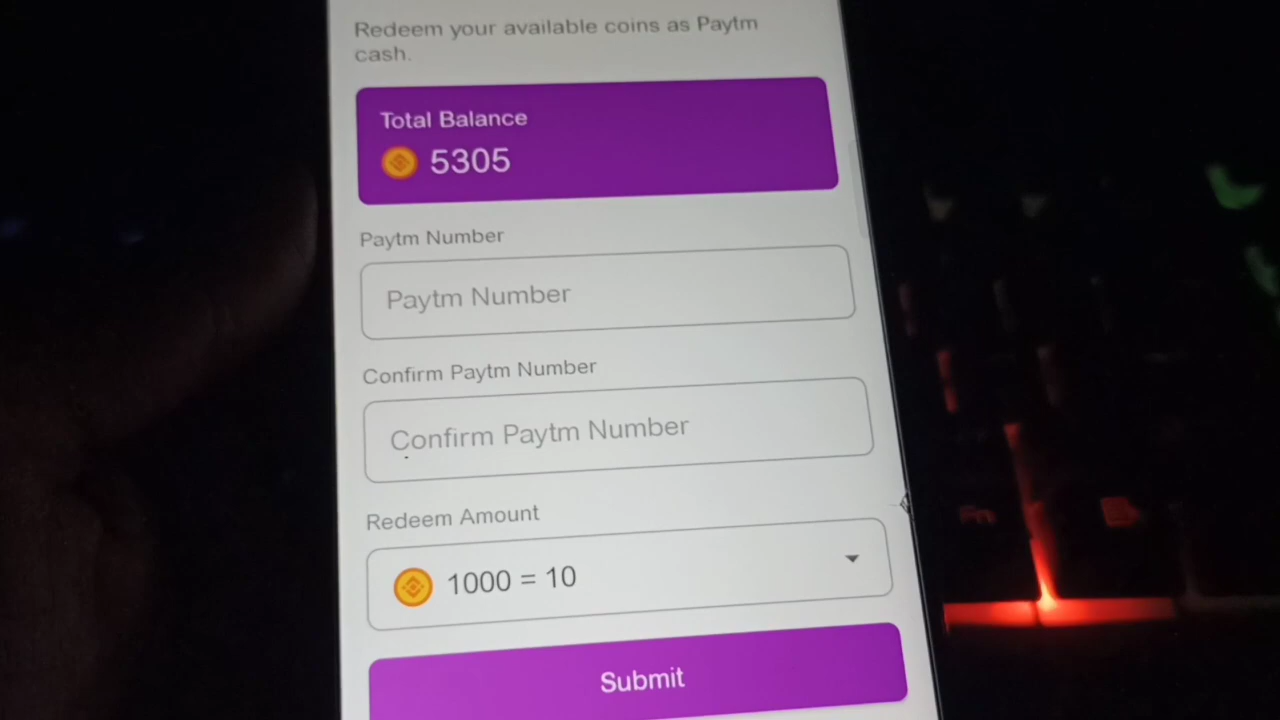 Redeem your available coins as Paytm
cash.
Total Balance
5305
Paytm Number
Paytm Number
Confirm Paytm Number
Confirm Paytm Number
Redeem Amount
1000 = 10
Submit
Fn